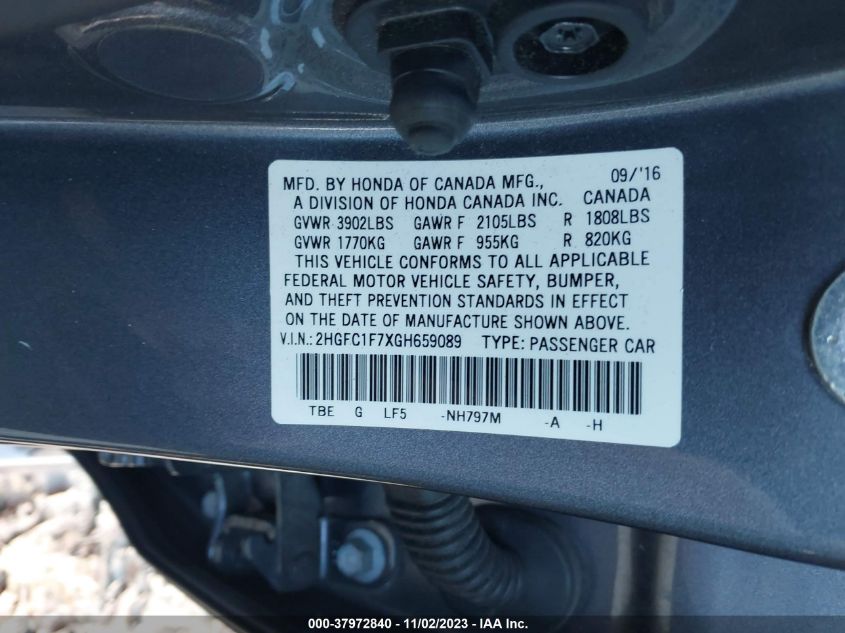 MFD. BY HONDA OF CANADA MFG., 09/'16
A DIVISION OF HONDA CANADA INC. CANADA
GVWR 3902LBS GAWR F 2105LBS R 1808LBS
GVWR 1770KG GAWR F 955KG R 820KG
THIS VEHICLE CONFORMS TO ALL APPLICABLE
FEDERAL MOTOR VEHICLE SAFETY, BUMPER,
AND THEFT PREVENTION STANDARDS IN EFFECT
ON THE DATE OF MANUFACTURE SHOWN ABOVE.
V.I.N.: 2HGFC1F7XGH659089 TYPE: PASSENGER CAR
TBE G LF5 -NH797M -A -H
000-37972840 - 11/02/2023 - IAA Inc.